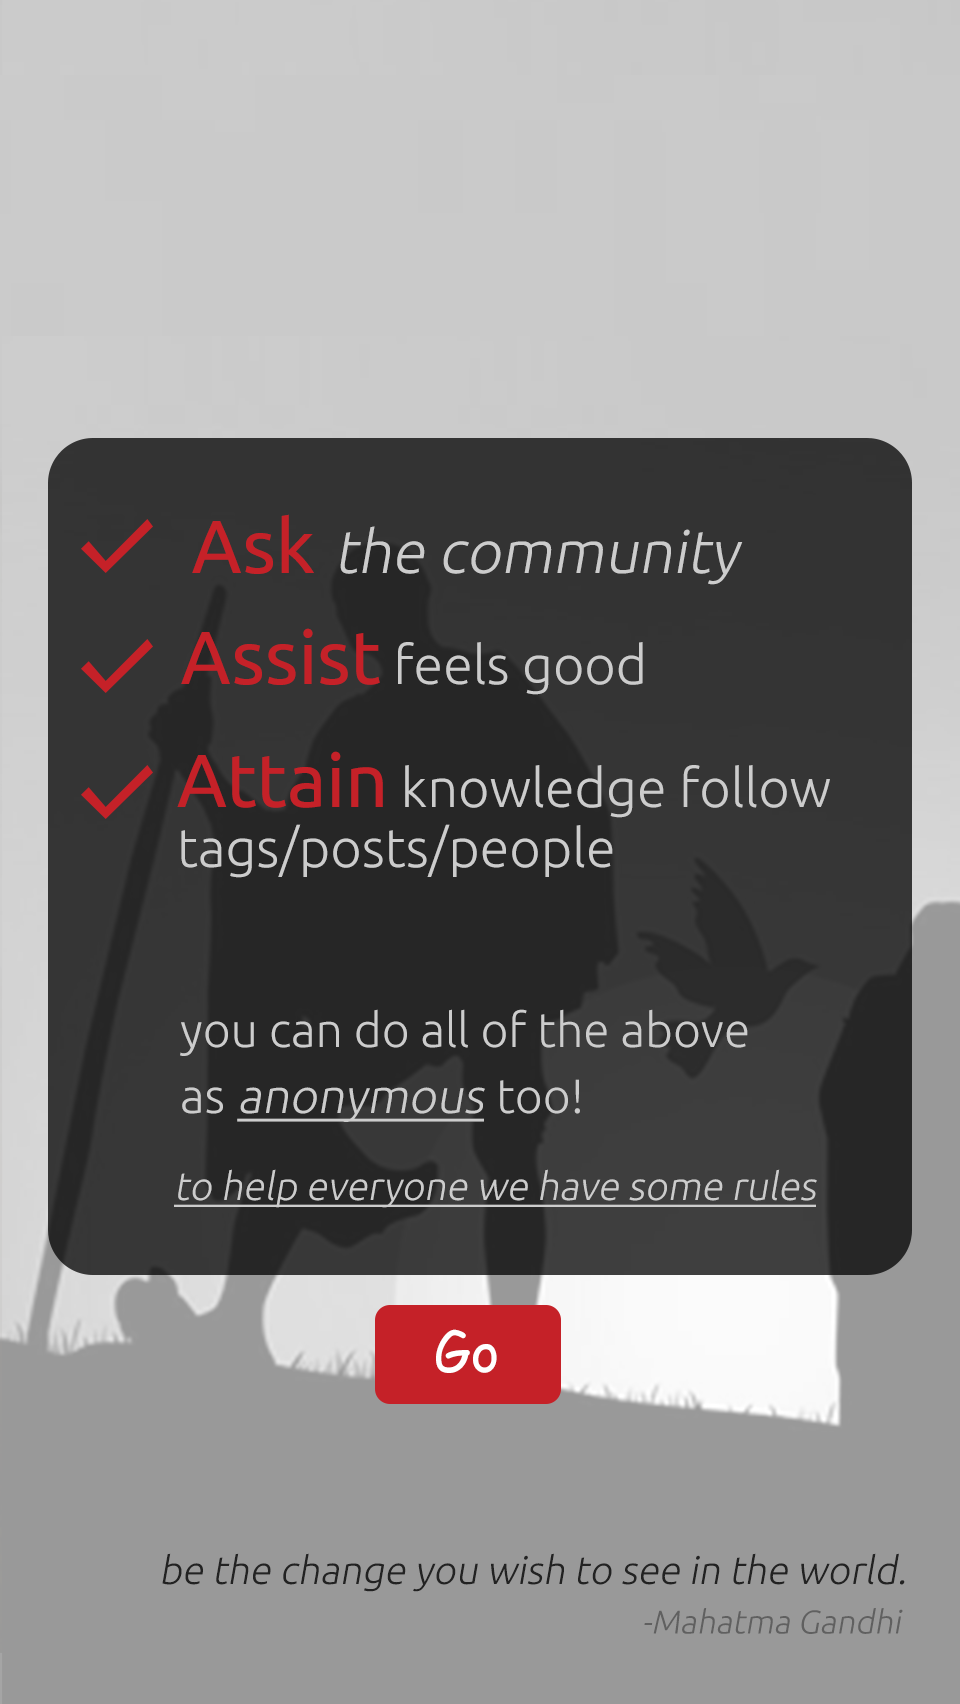 Ask the community
Assist feels good
Attain knowledge follow
tags/posts/people
you can do all of the above
as anonymous too!
to help everyone we have some rules
Go
be the change you wish to see in the world.
-Mahatma Gandhi